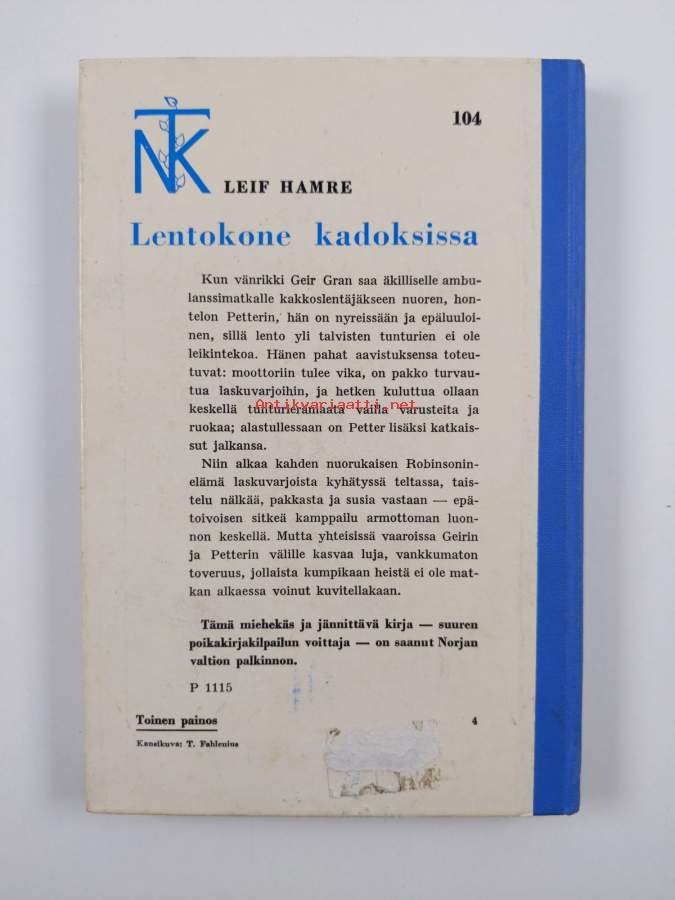 NTK
104
LEIF HAMRE
Lentokone kadoksissa
Kun vänrikki Geir Gran saa äkilliselle ambu-
lanssimatkalle kakkoslentäjäkseen nuoren, hon-
telon Petterin, hän on nyreissään ja epäluuloi-
nen, sillä lento yli talvisten tunturien ei ole
leikintekoa. Hänen pahat aavistuksensa toteu-
tuvat: moottoriin tulee vika, on pakko turvau-
tua laskuvarjoihin, ja hetken kuluttua ollaan
keskellä tunturierämaata vailla varusteita ja
Antikvariaatti.net
ruokaa; alastullessaan on Petter lisäksi katkais-
sut jalkansa.
Niin alkaa kahden nuorukaisen Robinsonin-
elämä laskuvarjoista kyhätyssä teltassa, tais-
telu nälkää, pakkasta ja susia vastaan — epä-
toivoisen sitkeä kamppailu armottoman luon-
non keskellä. Mutta yhteisissä vaaroissa Geirin
ja Petterin välille kasvaa luja, vankkumaton
toveruus, jollaista kumpikaan heistä ei ole mat-
kan alkaessa voinut kuvitellakaan.
Tämä miehekäs ja jännittävä kirja — suuren
poikakirjakilpailun voittaja — on saanut Norjan
valtion palkinnon.
P 1115
Toinen painos
4
Kansikuva: T. Fahlenius